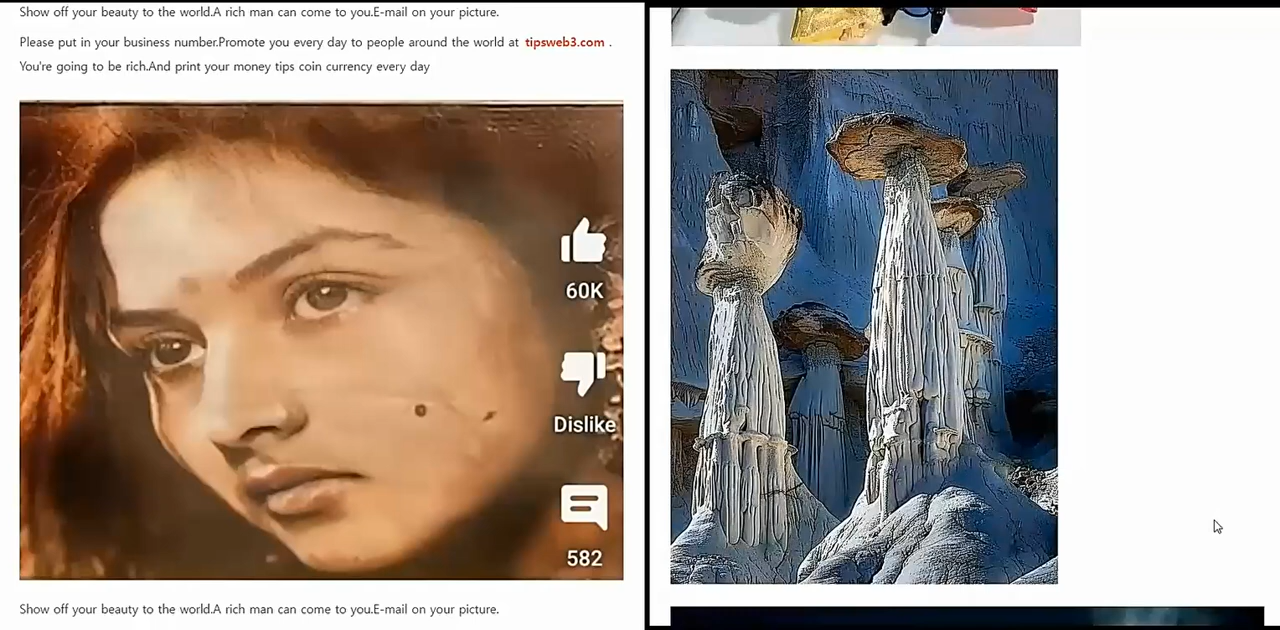 Show off your beauty to the world.A rich man can come to you.E-mail on your picture.
Please put in your business number.Promote you every day to people around the world at tipsweb3.com .
You're going to be rich.And print your money tips coin currency every day
60K
Dislike
582
Show off your beauty to the world.A rich man can come to you.E-mail on your picture.